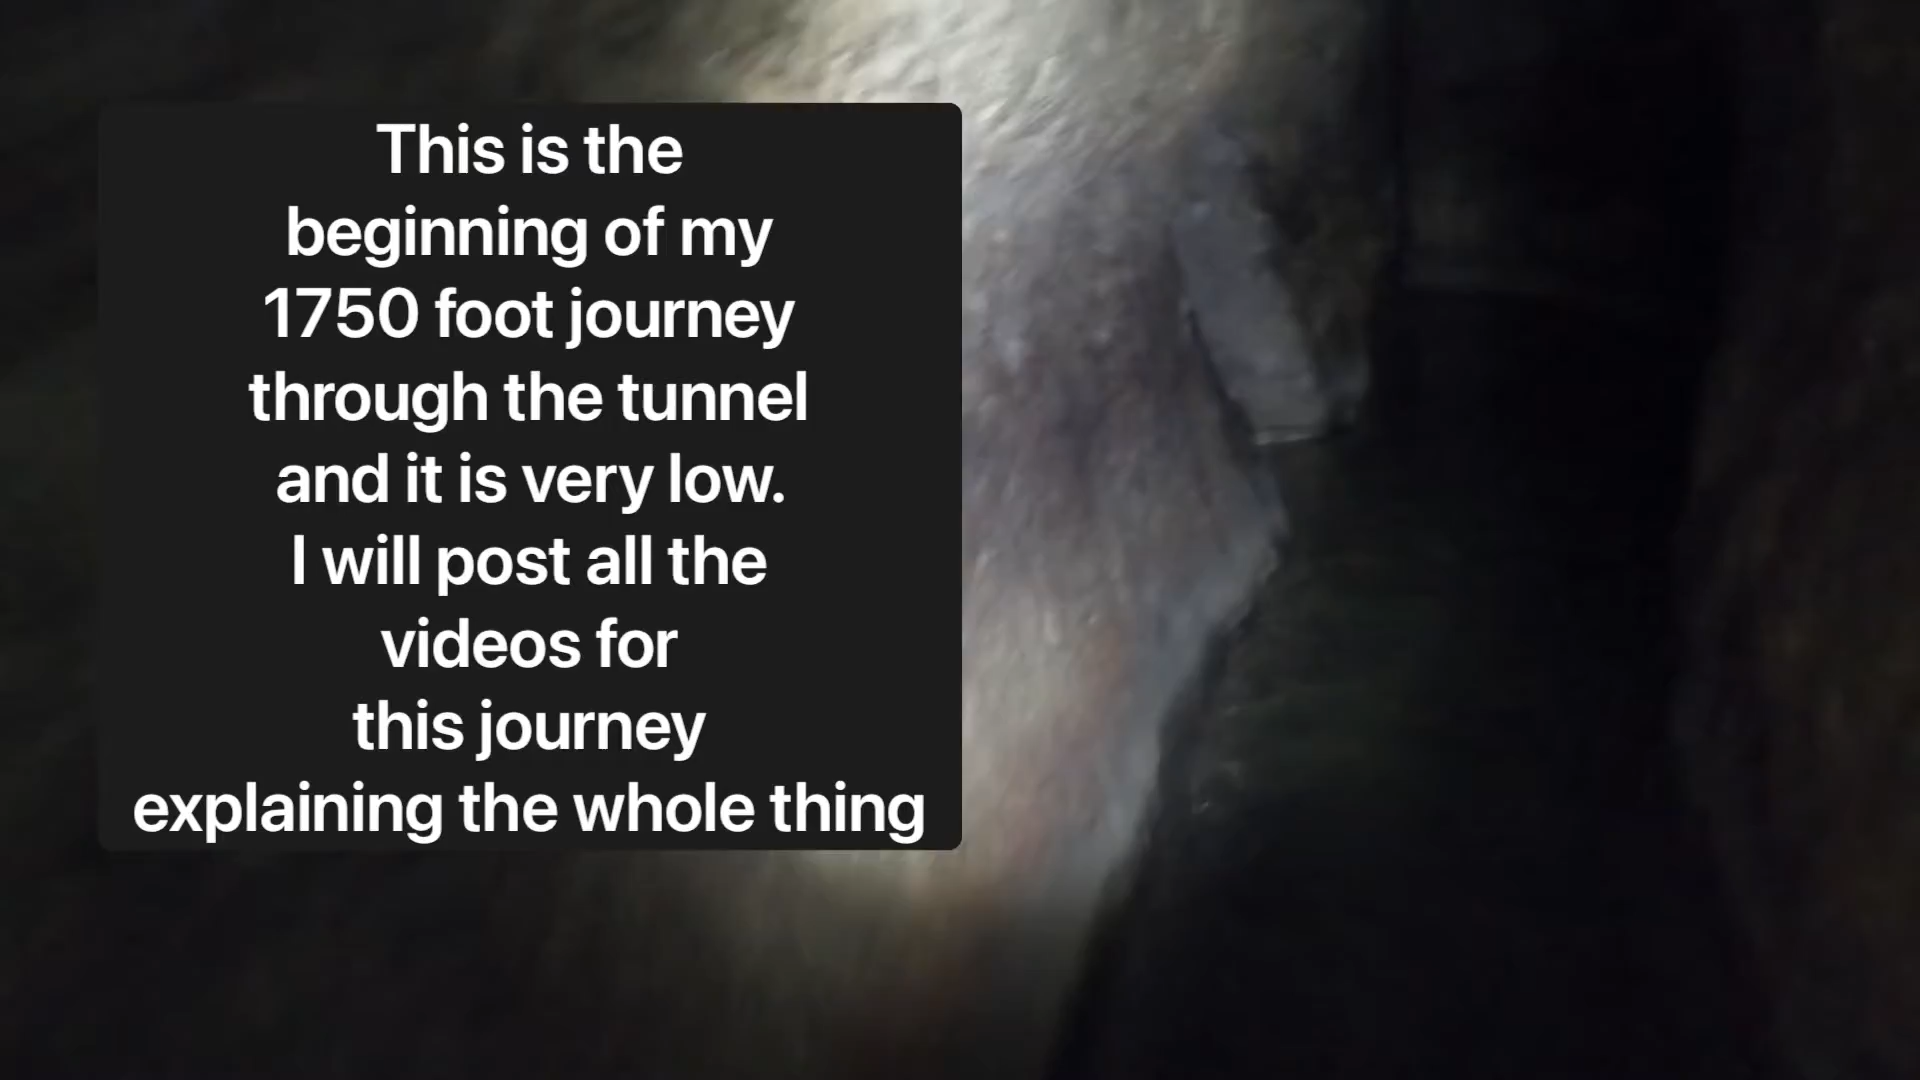 This is the
beginning of my
1750 foot journey
through the tunnel
and it is very low.
I will post all the
videos for
this journey
explaining the whole thing